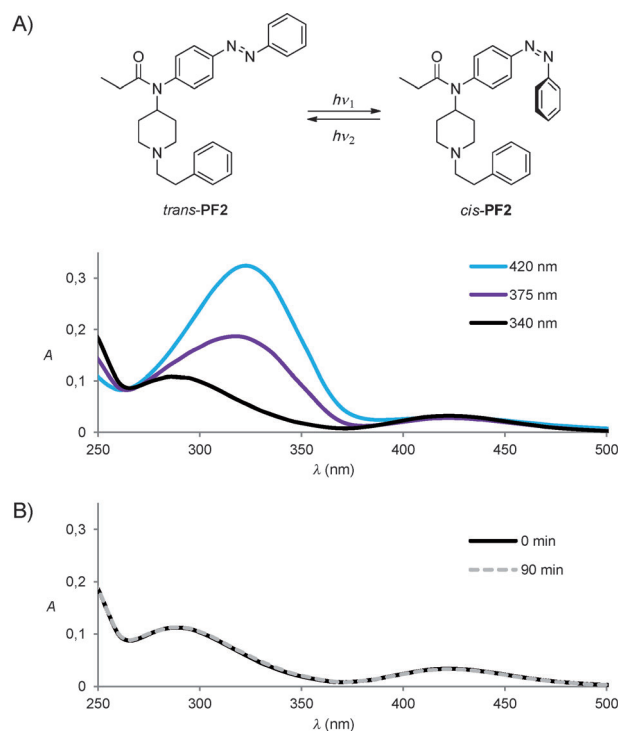 A)
O
N
N
N
N
hν₁
hν₂
O
N
N
N
N
trans-PF2
cis-PF2
0,3
0,2
0,1
0
A
420 nm
375 nm
340 nm
250 300 350 400 450 500
λ (nm)
B)
0,3
0,2
0,1
0
A
0 min
90 min
250 300 350 400 450 500
λ (nm)